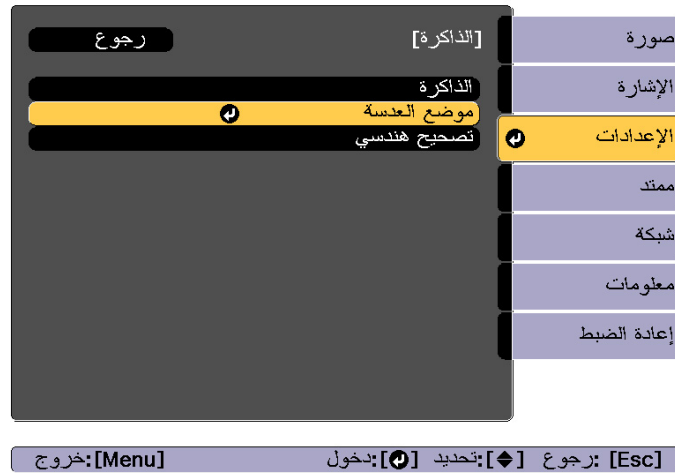 صورة
الإشارة
الإعدادات
ممتد
شبكة
معلومات
إعادة الضبط
[الذاكرة] رجوع
الذاكرة
موضع العدسة
تصحيح هندسي
[Esc] :رجوع [◆]:تحديد [↵]:دخول [Menu]:خروج